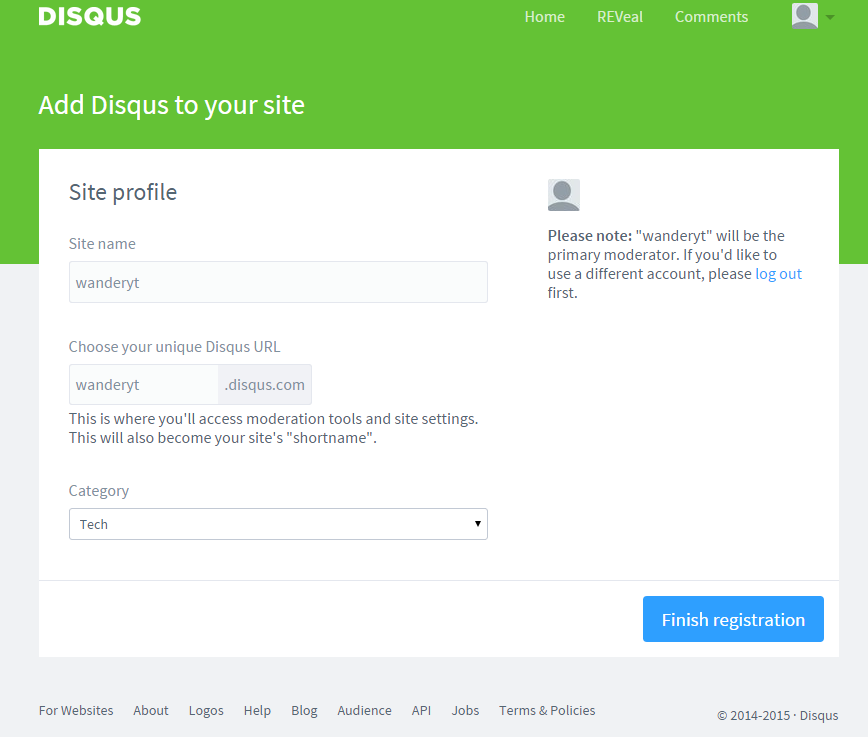 DISQUS
Home REVeal Comments
Add Disqus to your site
Site profile
Site name
wanderyt
Choose your unique Disqus URL
wanderyt .disqus.com
This is where you'll access moderation tools and site settings.
This will also become your site's "shortname".
Category
Tech
Please note: "wanderyt" will be the
primary moderator. If you'd like to
use a different account, please log out
first.
Finish registration
For Websites About Logos Help Blog Audience API Jobs Terms & Policies
© 2014-2015 · Disqus